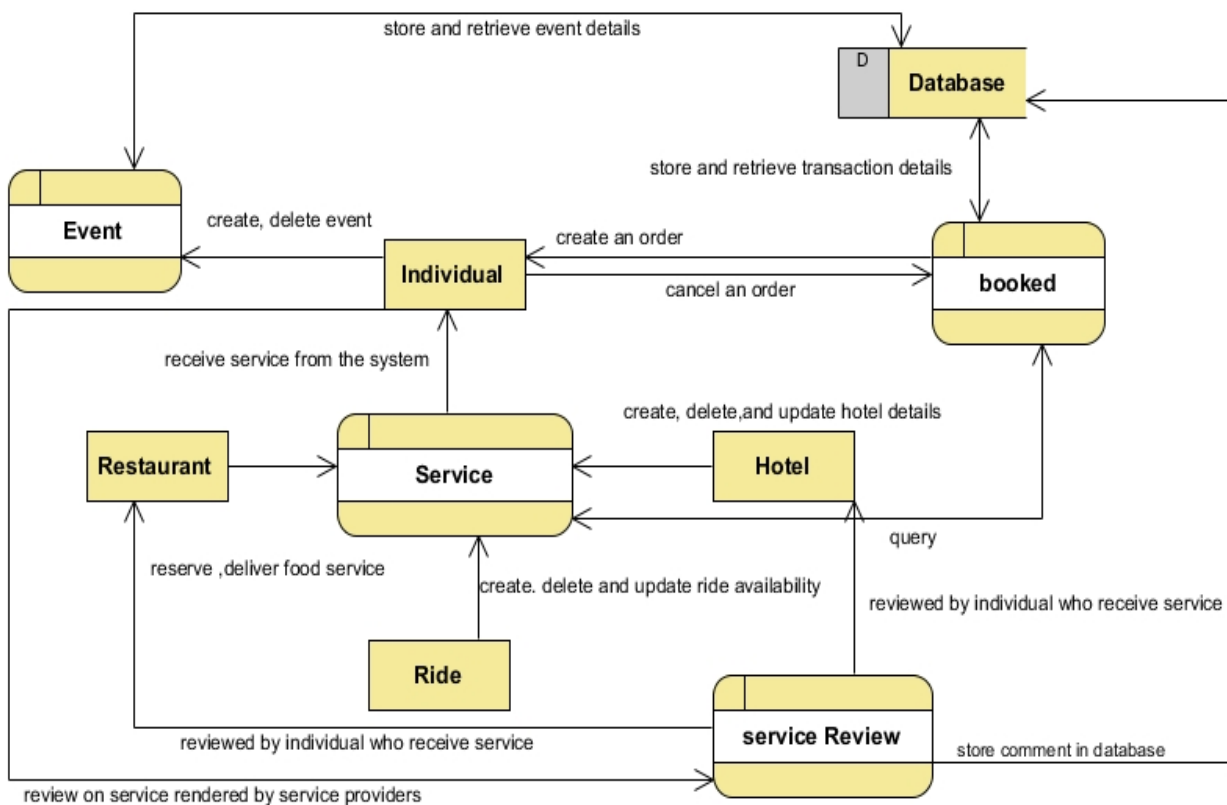 store and retrieve event details
D
Database
store and retrieve transaction details
Event
create, delete event
Individual
create an order
cancel an order
booked
receive service from the system
create, delete,and update hotel details
Restaurant
Service
Hotel
query
reserve ,deliver food service
create. delete and update ride availability
reviewed by individual who receive service
Ride
reviewed by individual who receive service
service Review
store comment in database
review on service rendered by service providers